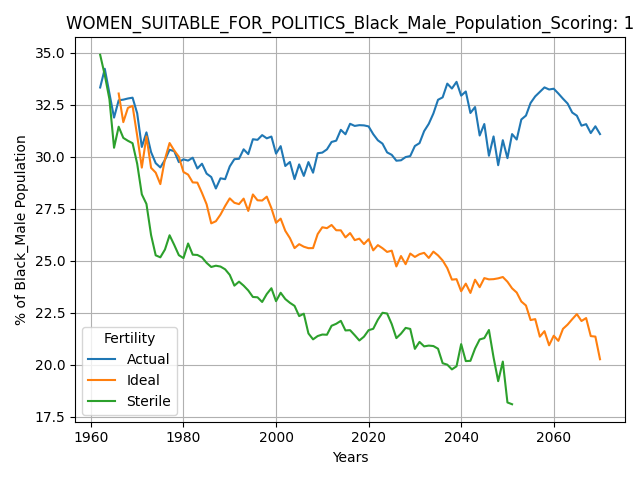 WOMEN_SUITABLE_FOR_POLITICS_Black_Male_Population_Scoring: 1
% of Black_Male Population
35.0
32.5
30.0
27.5
25.0
22.5
20.0
17.5
Fertility
Actual
Ideal
Sterile
1960 1980 2000 2020 2040 2060
Years